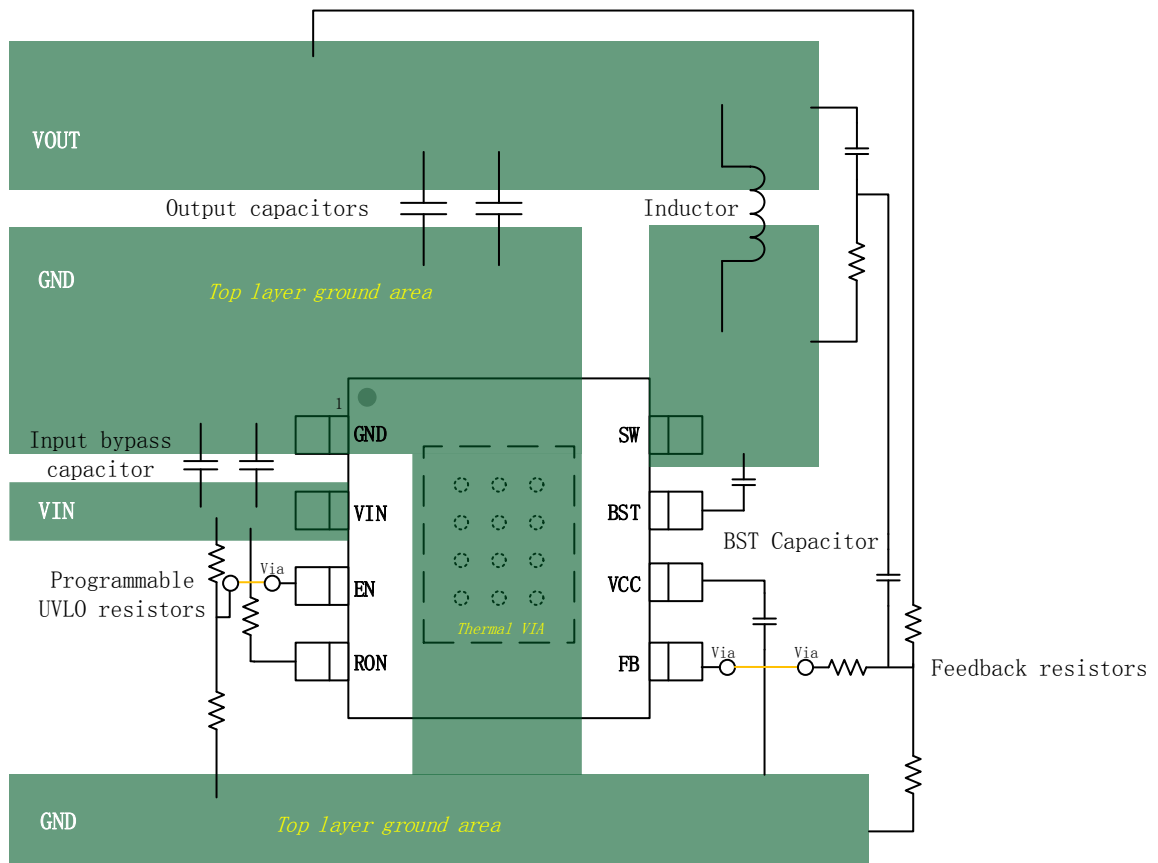 VOUT
Output capacitors
Inductor
GND
Top layer ground area
1
GND
SW
Input bypass
capacitor
VIN
VIN
BST
BST Capacitor
Programmable
UVLO resistors
Via
EN
VCC
Thermal VIA
RON
FB
Via
Via
Feedback resistors
GND
Top layer ground area